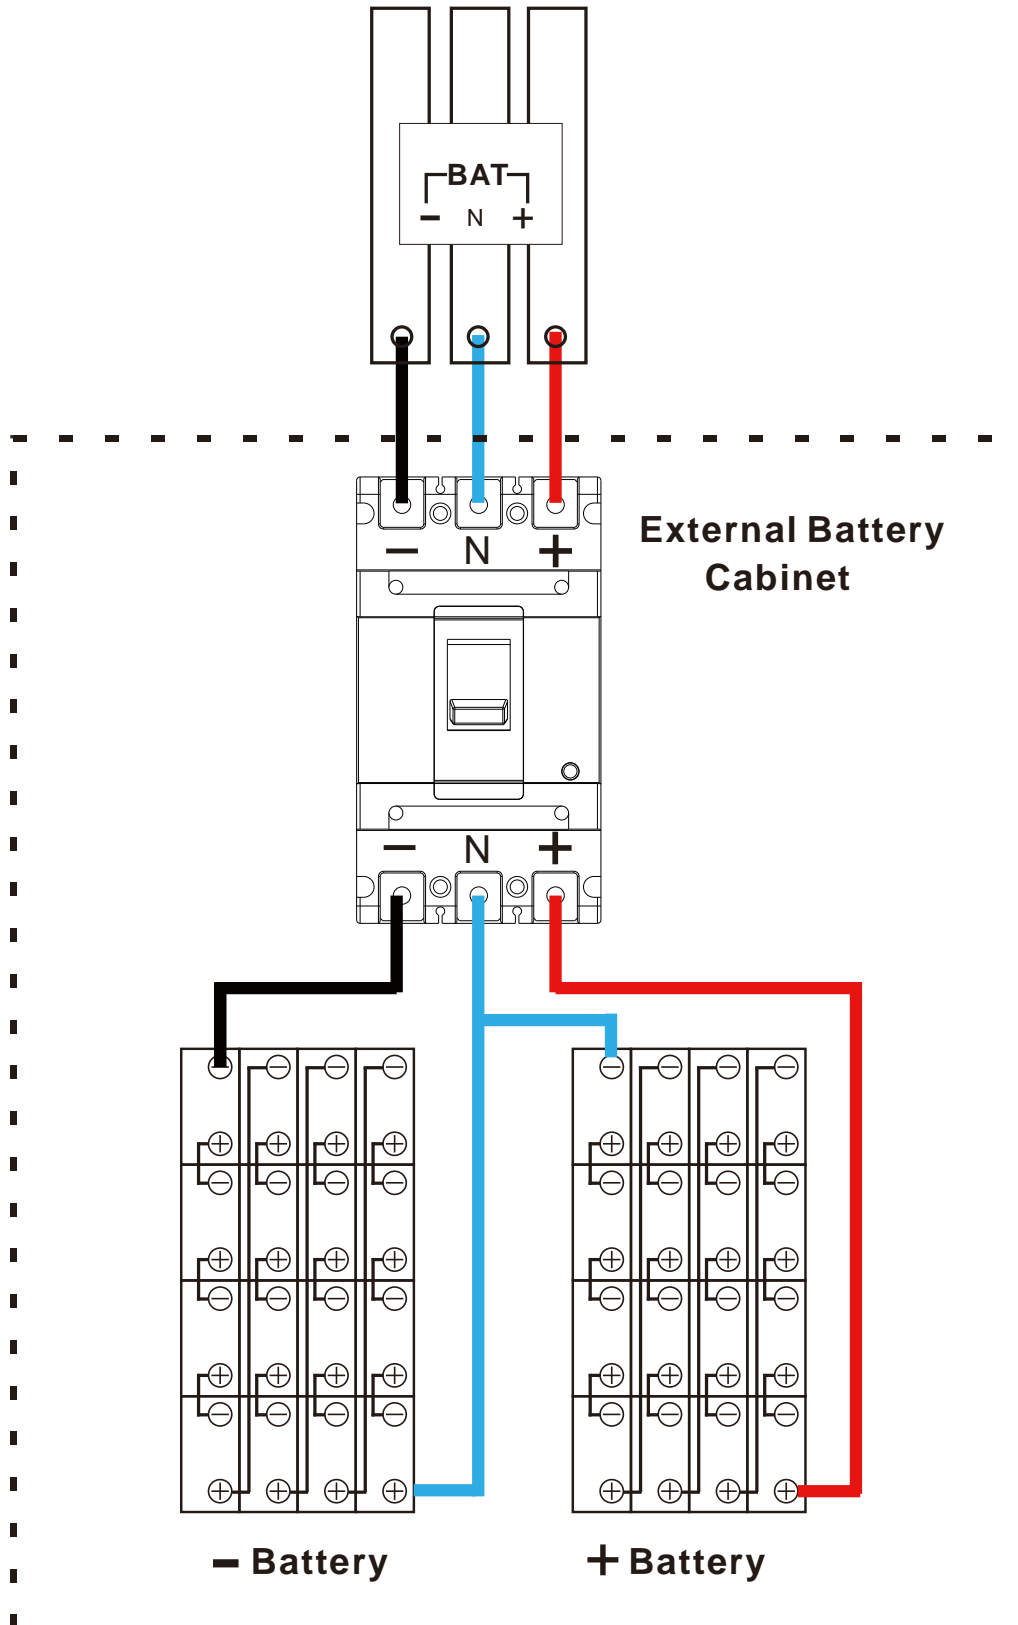 BAT
− N +
External Battery
Cabinet
− N +
− N +
− Battery
+ Battery